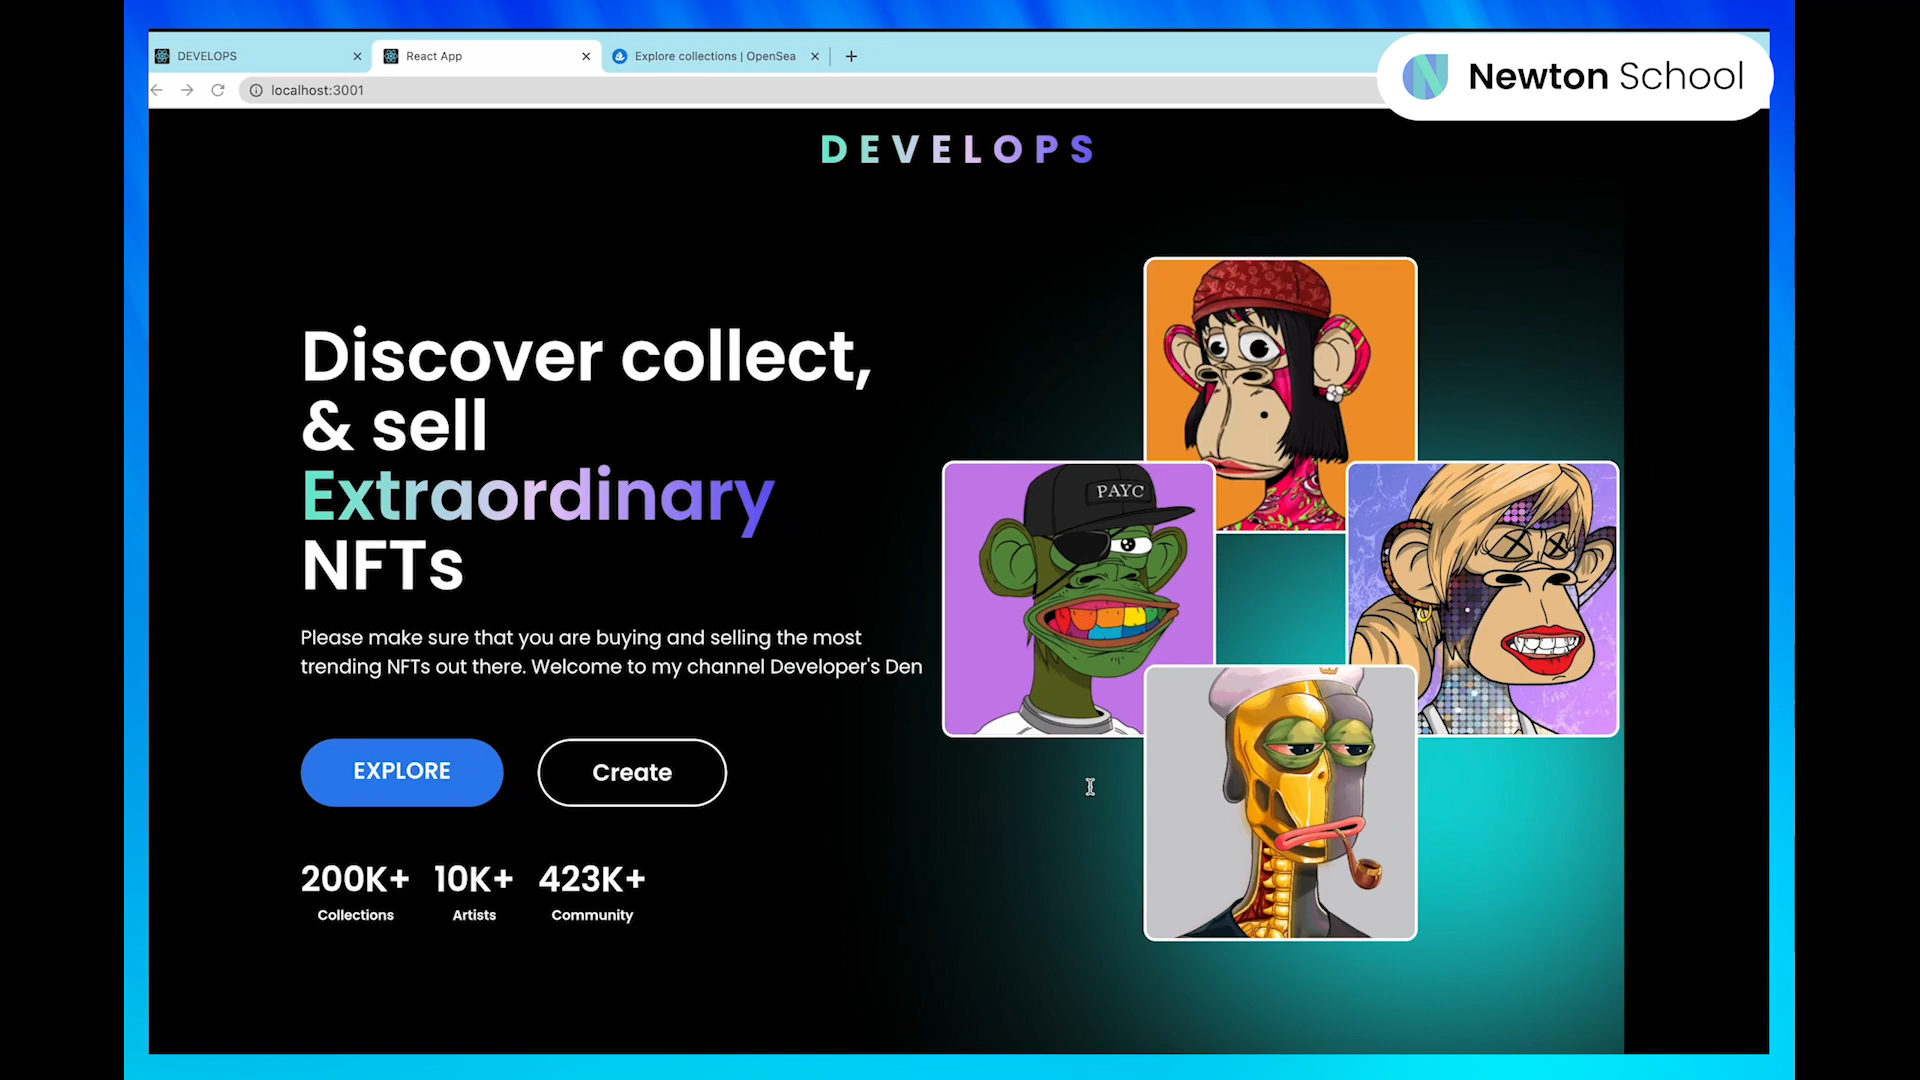 DEVELOPS
React App
Explore collections | OpenSea
localhost:3001
Newton School
DEVELOPS
Discover collect,
& sell
Extraordinary
NFTs
Please make sure that you are buying and selling the most
trending NFTs out there. Welcome to my channel Developer's Den
EXPLORE
Create
200K+ 10K+ 423K+
Collections Artists Community
PAYC